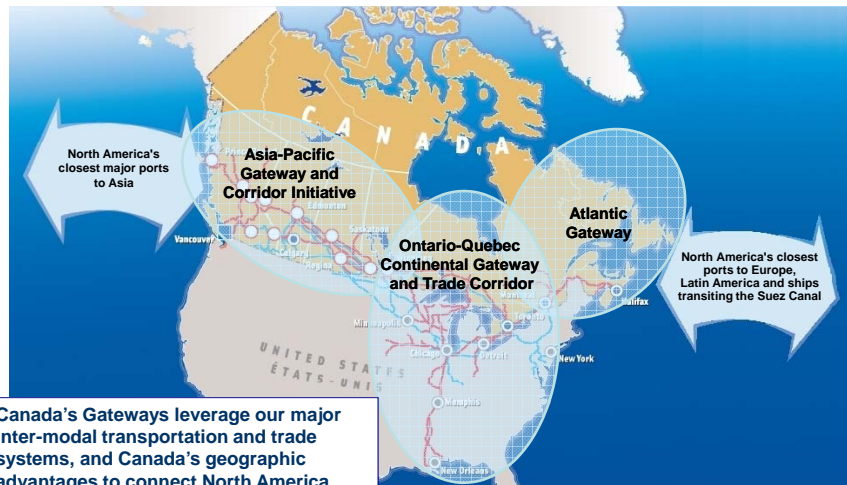 CANADA
North America's
closest major ports
to Asia
Asia-Pacific
Gateway and
Corridor Initiative
Edmonton
Saskatoon
Vancouver
Calgary
Regina
Ontario-Quebec
Continental Gateway
and Trade Corridor
Atlantic
Gateway
North America's closest
ports to Europe,
Latin America and ships
transiting the Suez Canal
Halifax
Toronto
Minneapolis
Chicago
Detroit
New York
UNITED STATES
ÉTATS-UNIS
Memphis
New Orleans
Canada's Gateways leverage our major
inter-modal transportation and trade
systems, and Canada's geographic
advantages to connect North America